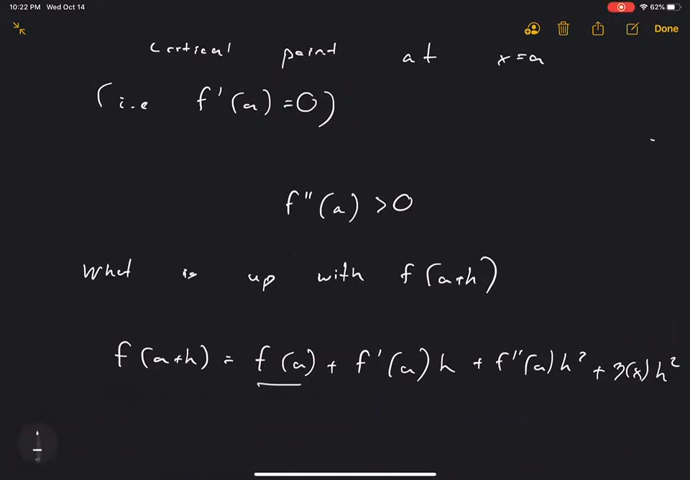 10:22 PM Wed Oct 14
62%
Done
critical point at x=a
(i.e f'(a)=0)
f''(a) >0
What is up with f(a+h)
f(a+h) = f(a) + f'(a)h + f''(a)h² + 3(x)h²